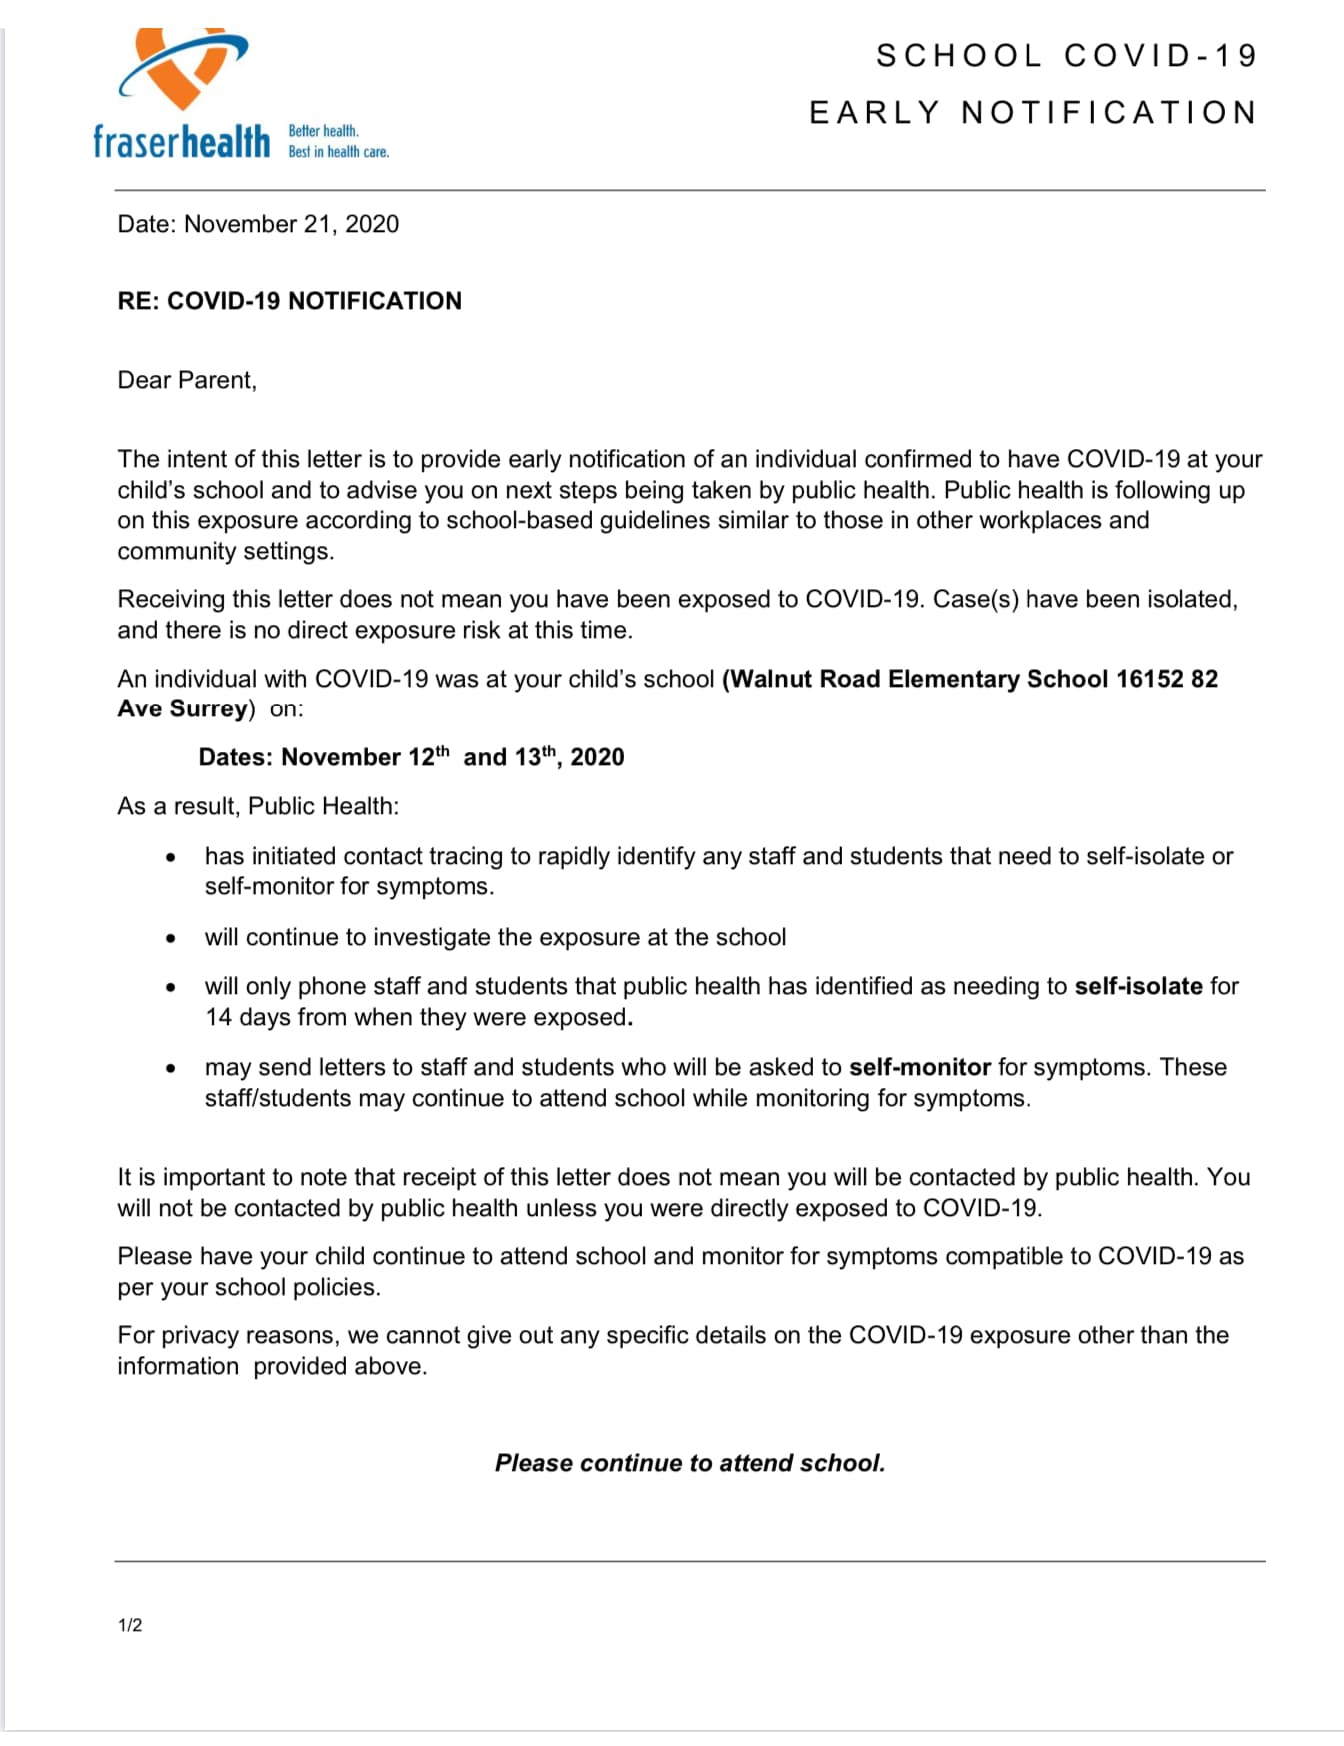 SCHOOL COVID-19
EARLY NOTIFICATION
fraserhealth
Better health.
Best in health care.
Date: November 21, 2020
RE: COVID-19 NOTIFICATION
Dear Parent,
The intent of this letter is to provide early notification of an individual confirmed to have COVID-19 at your
child's school and to advise you on next steps being taken by public health. Public health is following up
on this exposure according to school-based guidelines similar to those in other workplaces and
community settings.
Receiving this letter does not mean you have been exposed to COVID-19. Case(s) have been isolated,
and there is no direct exposure risk at this time.
An individual with COVID-19 was at your child's school (Walnut Road Elementary School 16152 82
Ave Surrey) on:
Dates: November 12th and 13th, 2020
As a result, Public Health:
• has initiated contact tracing to rapidly identify any staff and students that need to self-isolate or
self-monitor for symptoms.
• will continue to investigate the exposure at the school
• will only phone staff and students that public health has identified as needing to self-isolate for
14 days from when they were exposed.
• may send letters to staff and students who will be asked to self-monitor for symptoms. These
staff/students may continue to attend school while monitoring for symptoms.
It is important to note that receipt of this letter does not mean you will be contacted by public health. You
will not be contacted by public health unless you were directly exposed to COVID-19.
Please have your child continue to attend school and monitor for symptoms compatible to COVID-19 as
per your school policies.
For privacy reasons, we cannot give out any specific details on the COVID-19 exposure other than the
information provided above.
Please continue to attend school.
1/2